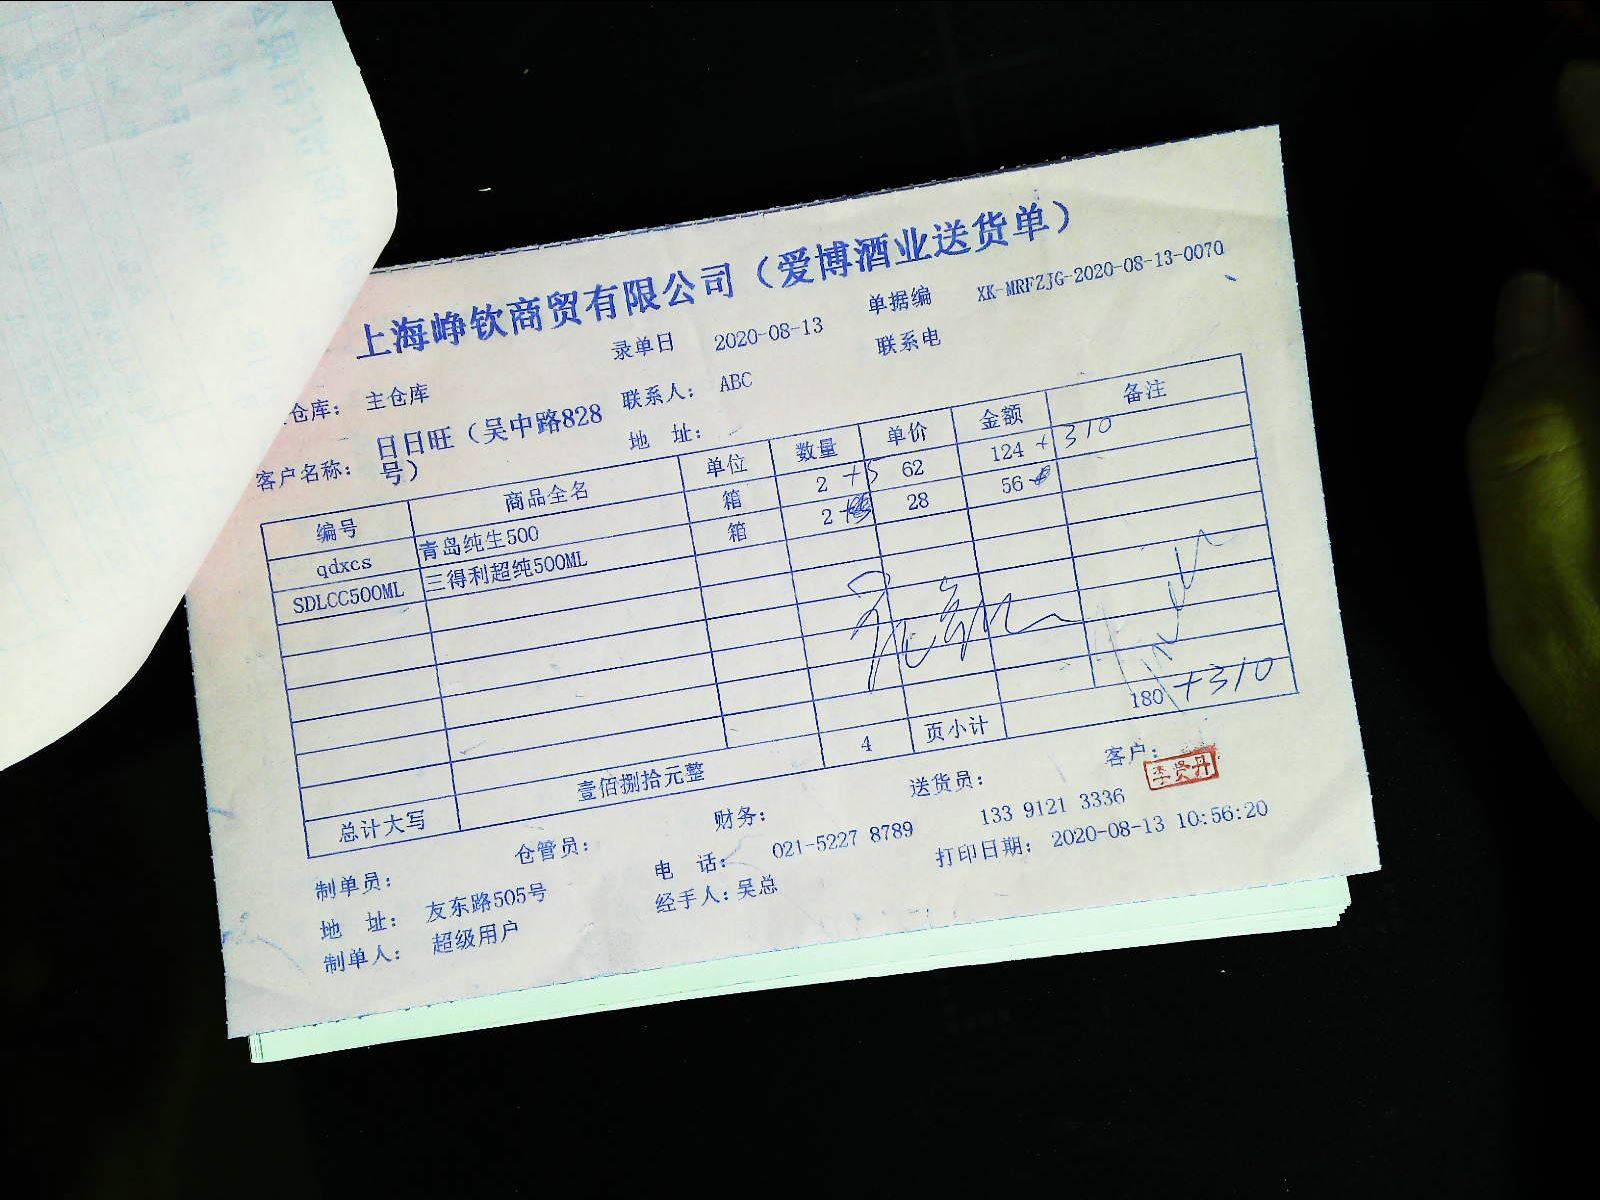 上海峥钦商贸有限公司（爱博酒业送货单）
录单日 2020-08-13 单据编 XK-MRFZJG-2020-08-13-0070
仓库： 主仓库 联系人： ABC 联系电
客户名称： 日日旺（吴中路828号） 地 址：
编号 商品全名 单位 数量 单价 金额 备注
qdxcs 青岛纯生500 箱 2 +5 62 124 + 310
SDLCC500ML 三得利超纯500ML 箱 2 28 56
4 页小计 180 +310
总计大写 壹佰捌拾元整
制单员： 仓管员： 财务： 送货员： 客户：
李贤丹
地 址： 友东路505号 电 话： 021-5227 8789 133 9121 3336
制单人： 超级用户 经手人：吴总 打印日期： 2020-08-13 10:56:20